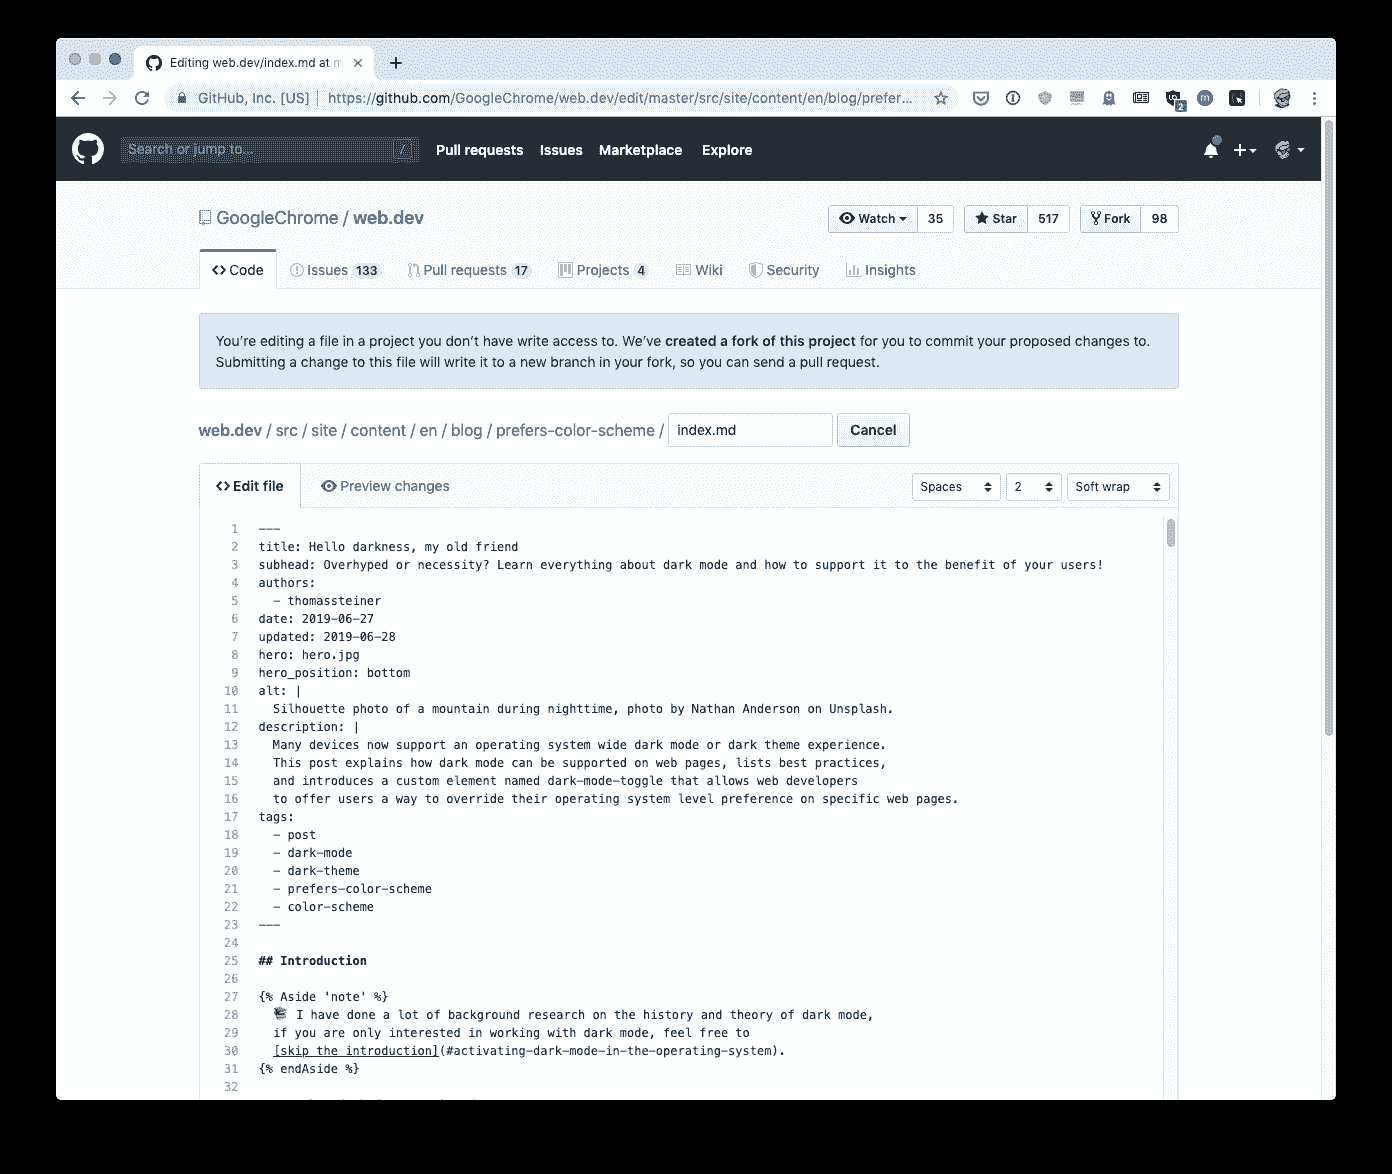 Editing web.dev/index.md at m
GitHub, Inc. [US] https://github.com/GoogleChrome/web.dev/edit/master/src/site/content/en/blog/prefer...
2
m
Search or jump to... /
Pull requests Issues Marketplace Explore
GoogleChrome / web.dev
Watch 35 Star 517 Fork 98
Code Issues 133 Pull requests 17 Projects 4 Wiki Security Insights
You’re editing a file in a project you don’t have write access to. We’ve created a fork of this project for you to commit your proposed changes to.
Submitting a change to this file will write it to a new branch in your fork, so you can send a pull request.
web.dev / src / site / content / en / blog / prefers-color-scheme / index.md Cancel
<> Edit file Preview changes Spaces 2 Soft wrap
1 ---
2 title: Hello darkness, my old friend
3 subhead: Overhyped or necessity? Learn everything about dark mode and how to support it to the benefit of your users!
4 authors:
5 - thomassteiner
6 date: 2019-06-27
7 updated: 2019-06-28
8 hero: hero.jpg
9 hero_position: bottom
10 alt: |
11 Silhouette photo of a mountain during nighttime, photo by Nathan Anderson on Unsplash.
12 description: |
13 Many devices now support an operating system wide dark mode or dark theme experience.
14 This post explains how dark mode can be supported on web pages, lists best practices,
15 and introduces a custom element named dark-mode-toggle that allows web developers
16 to offer users a way to override their operating system level preference on specific web pages.
17 tags:
18 - post
19 - dark-mode
20 - dark-theme
21 - prefers-color-scheme
22 - color-scheme
23 ---
24
25 ## Introduction
26
27 {% Aside 'note' %}
28 📚 I have done a lot of background research on the history and theory of dark mode,
29 if you are only interested in working with dark mode, feel free to
30 [skip the introduction](#activating-dark-mode-in-the-operating-system).
31 {% endAside %}
32